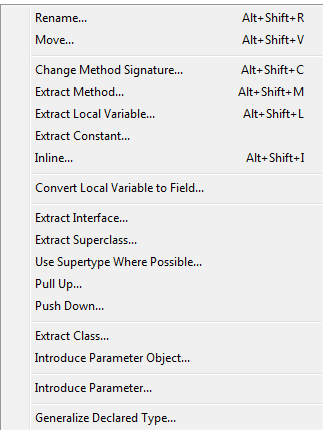 Rename... Alt+Shift+R
Move... Alt+Shift+V
Change Method Signature... Alt+Shift+C
Extract Method... Alt+Shift+M
Extract Local Variable... Alt+Shift+L
Extract Constant...
Inline... Alt+Shift+I
Convert Local Variable to Field...
Extract Interface...
Extract Superclass...
Use Supertype Where Possible...
Pull Up...
Push Down...
Extract Class...
Introduce Parameter Object...
Introduce Parameter...
Generalize Declared Type...